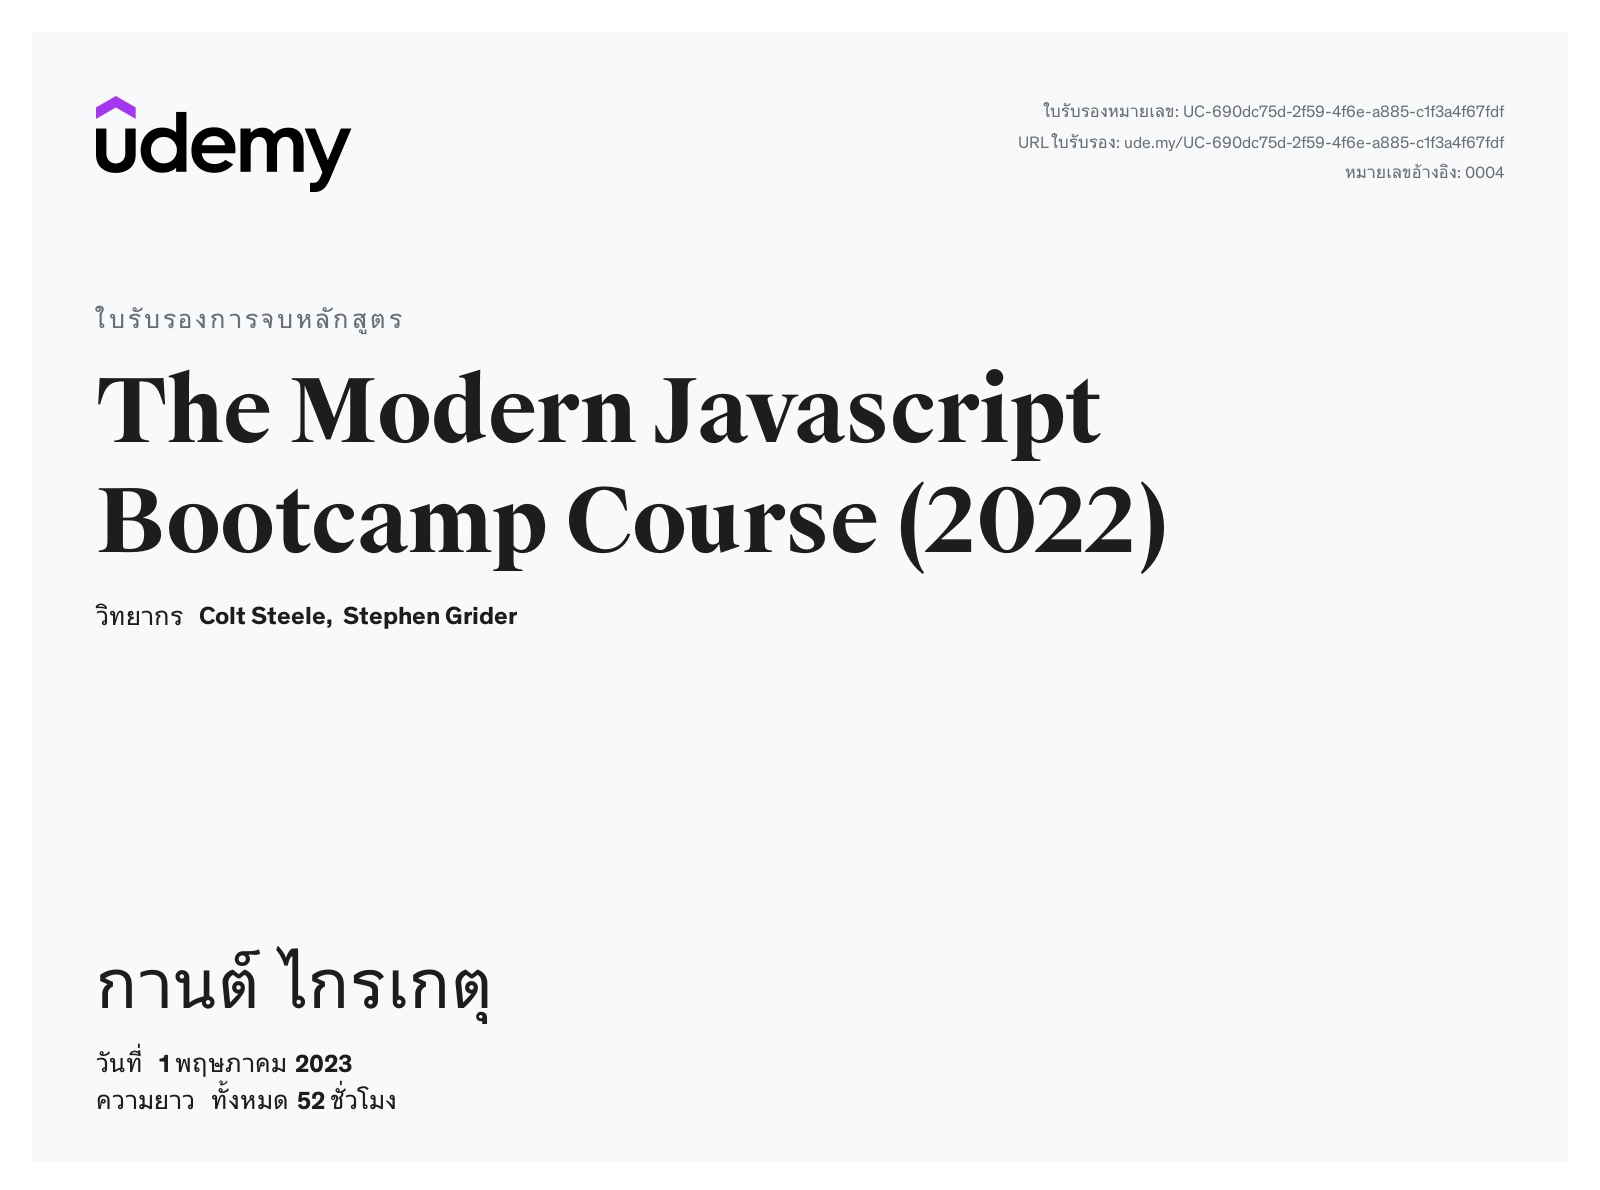 udemy
ใบรับรองหมายเลข: UC-690dc75d-2f59-4f6e-a885-c1f3a4f67fdf
URL ใบรับรอง: ude.my/UC-690dc75d-2f59-4f6e-a885-c1f3a4f67fdf
หมายเลขอ้างอิง: 0004
ใบรับรองการจบหลักสูตร
The Modern Javascript
Bootcamp Course (2022)
วิทยากร Colt Steele, Stephen Grider
กานต์ ไกรเกตุ
วันที่ 1 พฤษภาคม 2023
ความยาว ทั้งหมด 52 ชั่วโมง